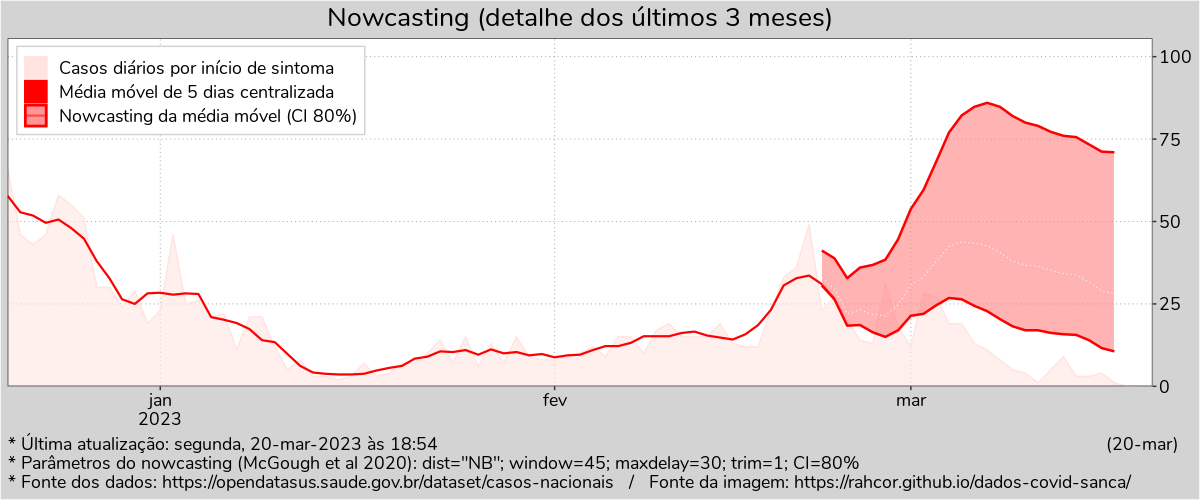 Nowcasting (detalhe dos últimos 3 meses)
Casos diários por início de sintoma
Média móvel de 5 dias centralizada
Nowcasting da média móvel (CI 80%)
100
75
50
25
0
jan
2023
fev
mar
* Última atualização: segunda, 20-mar-2023 às 18:54
(20-mar)
* Parâmetros do nowcasting (McGough et al 2020): dist="NB"; window=45; maxdelay=30; trim=1; CI=80%
* Fonte dos dados: https://opendatasus.saude.gov.br/dataset/casos-nacionais / Fonte da imagem: https://rahcor.github.io/dados-covid-sanca/